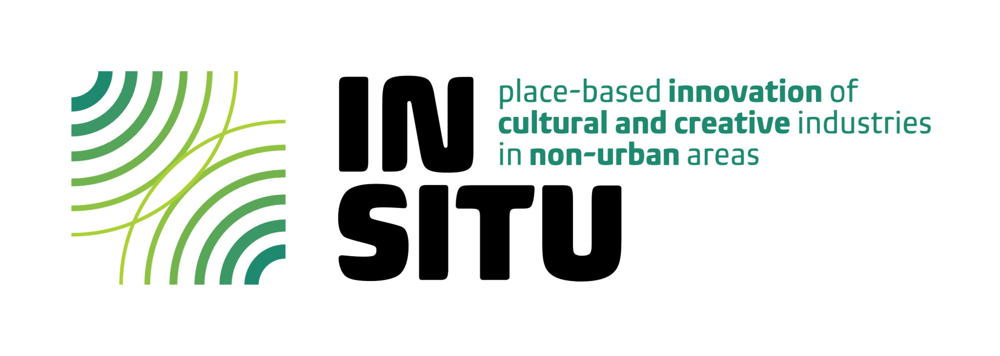 IN
SITU
place-based innovation of
cultural and creative industries
in non-urban areas